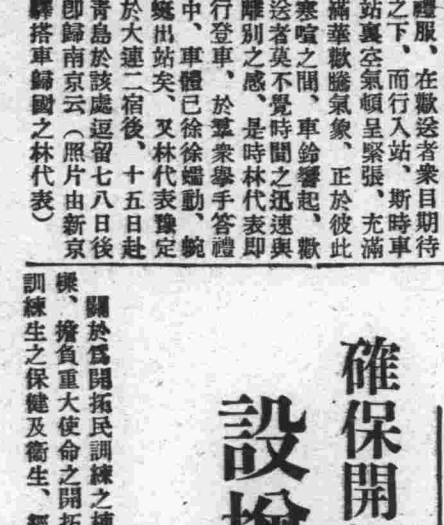 禮服、在歡送者衆目期待
之下、而行入站、斯時車
站裏空氣頓呈緊張、充滿
滿華歡騰氣象、正於彼此
寒喧之間、車鈴響起、歡
送者莫不覺時間之迅速與
離別之感、是時林代表卽
行登車、於羣衆舉手答禮
中、車體已徐徐蠕動、蜿
蜒出站矣、又林代表豫定
於大連二宿後、十五日赴
青島於該處逗留七八日後
卽歸南京云（照片由新京
驛搭車歸國之林代表）
確保開
設
關於爲開拓民訓練之
樑、擔負重大使命之開拓
訓練生之保健及衞生、